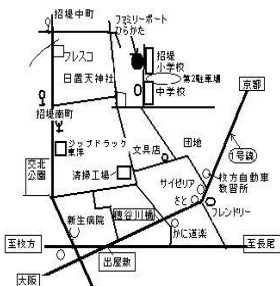 招堤中町
ファミリーポート
ひらかた
フレスコ
日置天神社
招堤
小学校
第2駐車場
中学校
京都
招堤南町
ジップドラッグ
東洋
文具店
団地
1号線
交北
公園
清掃工場
サイゼリア
枚方自動車
教習所
さと
フレンドリー
新生病院
穂谷川橋
かに道楽
至枚方
出屋敷
至長尾
大阪